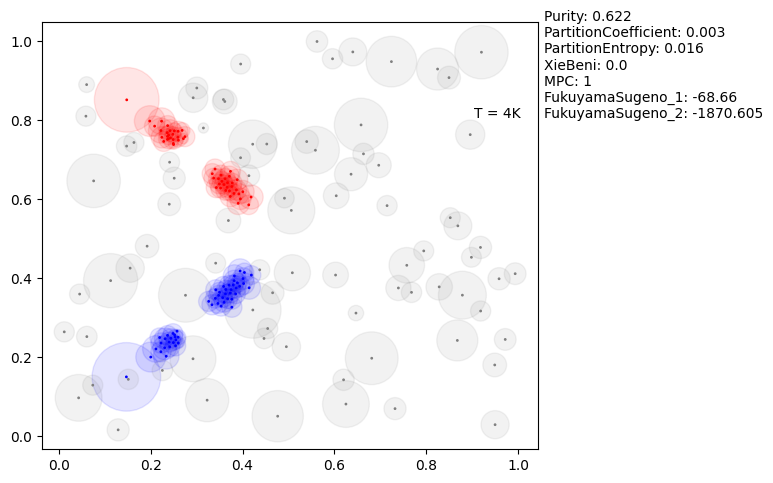 Purity: 0.622
PartitionCoefficient: 0.003
PartitionEntropy: 0.016
XieBeni: 0.0
MPC: 1
FukuyamaSugeno_1: -68.66
FukuyamaSugeno_2: -1870.605
T = 4K
1.0
0.8
0.6
0.4
0.2
0.0
0.0 0.2 0.4 0.6 0.8 1.0